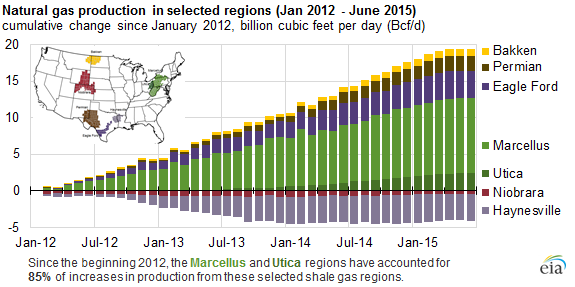 Natural gas production in selected regions (Jan 2012 - June 2015)
cumulative change since January 2012, billion cubic feet per day (Bcf/d)
20
15
10
5
0
-5
Jan-12
Jul-12
Jan-13
Jul-13
Jan-14
Jul-14
Jan-15
Bakken
Permian
Eagle Ford
Marcellus
Utica
Niobrara
Haynesville
Bakken
Permian
Eagle Ford
Since the beginning 2012, the Marcellus and Utica regions have accounted for
85% of increases in production from these selected shale gas regions.
eia